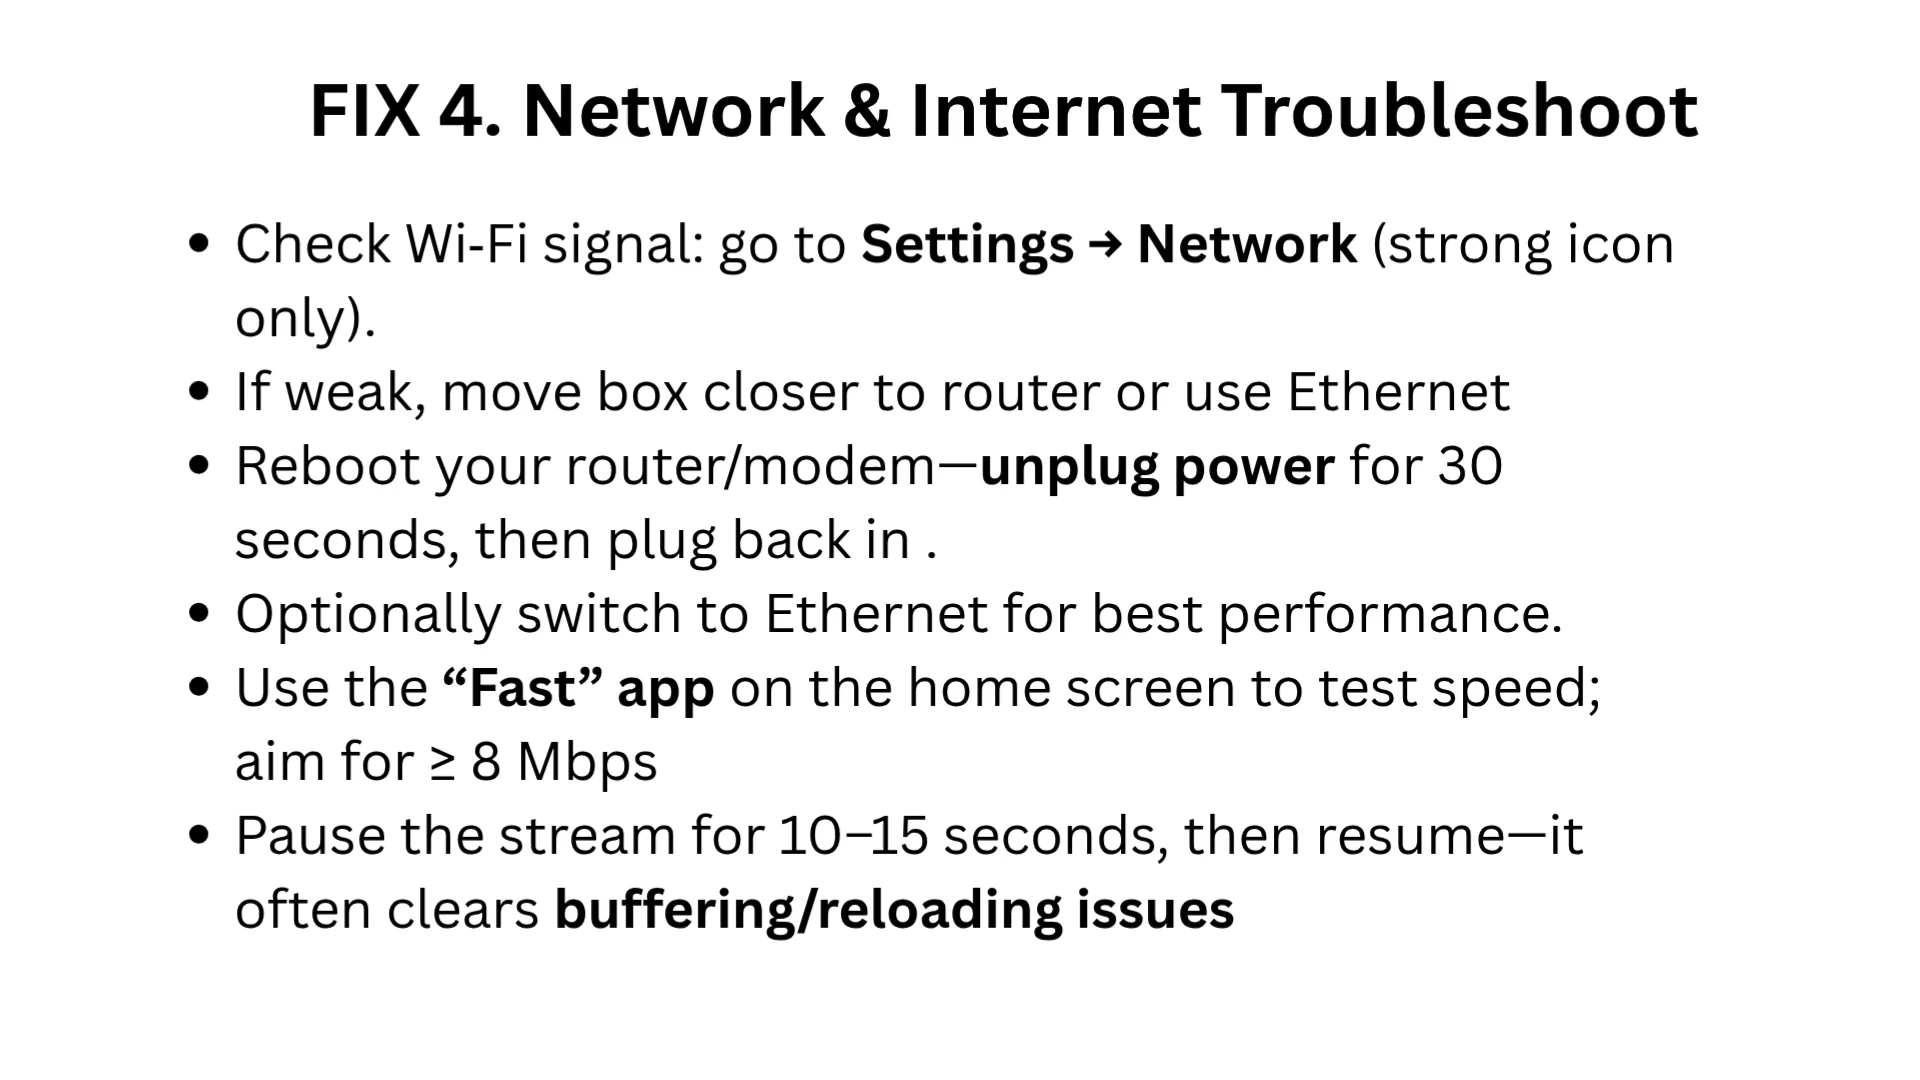 FIX 4. Network & Internet Troubleshoot
• Check Wi-Fi signal: go to Settings → Network (strong icon
only).
• If weak, move box closer to router or use Ethernet
• Reboot your router/modem—unplug power for 30
seconds, then plug back in .
• Optionally switch to Ethernet for best performance.
• Use the “Fast” app on the home screen to test speed;
aim for ≥ 8 Mbps
• Pause the stream for 10–15 seconds, then resume—it
often clears buffering/reloading issues